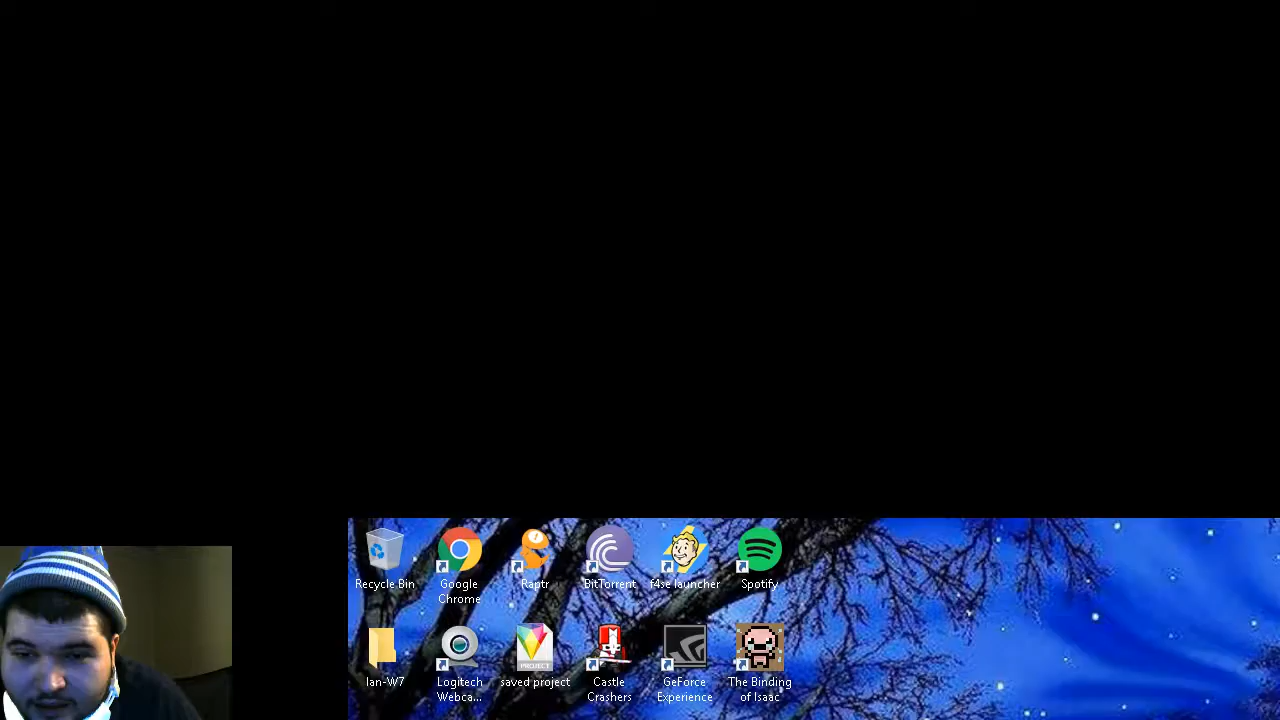 Recycle Bin
Google
Chrome
Raptr
BitTorrent
f4se launcher
Spotify
Ian-W7
Logitech
Webca...
PROJECT
saved project
Castle
Crashers
GeForce
Experience
The Binding
of Isaac